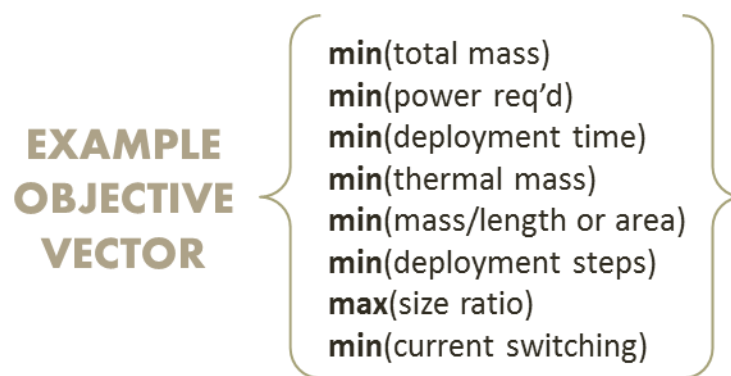 EXAMPLE
OBJECTIVE
VECTOR
min(total mass)
min(power req’d)
min(deployment time)
min(thermal mass)
min(mass/length or area)
min(deployment steps)
max(size ratio)
min(current switching)